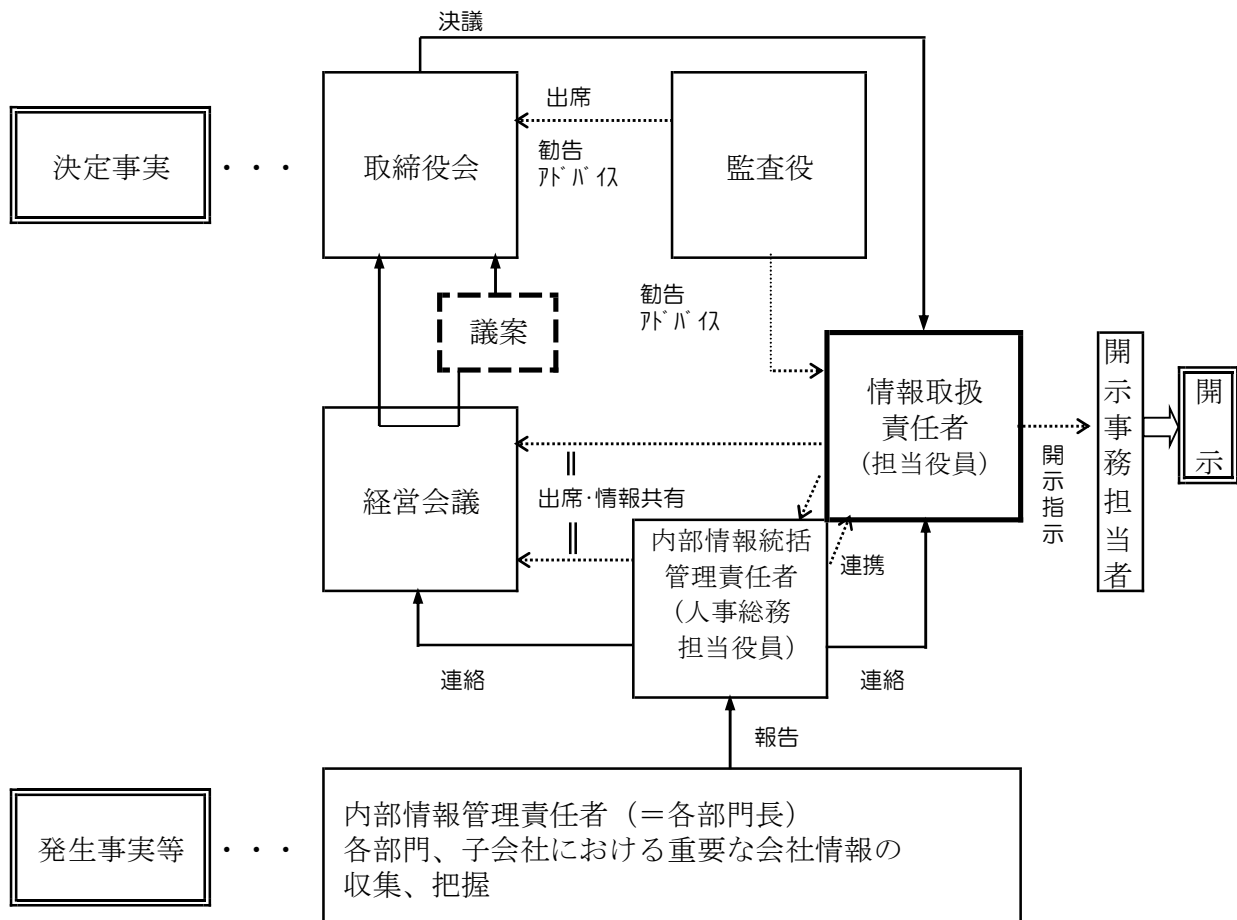 決議
出席
決定事実
・・・
取締役会
勧告
ｱﾄﾞﾊﾞｲｽ
監査役
勧告
ｱﾄﾞﾊﾞｲｽ
議案
情報取扱
責任者
(担当役員)
開示指示
開示事務担当者
開示
経営会議
＝
出席･情報共有
＝
内部情報統括
管理責任者
(人事総務
担当役員)
連携
連絡
連絡
報告
発生事実等
・・・
内部情報管理責任者（＝各部門長）
各部門、子会社における重要な会社情報の
収集、把握